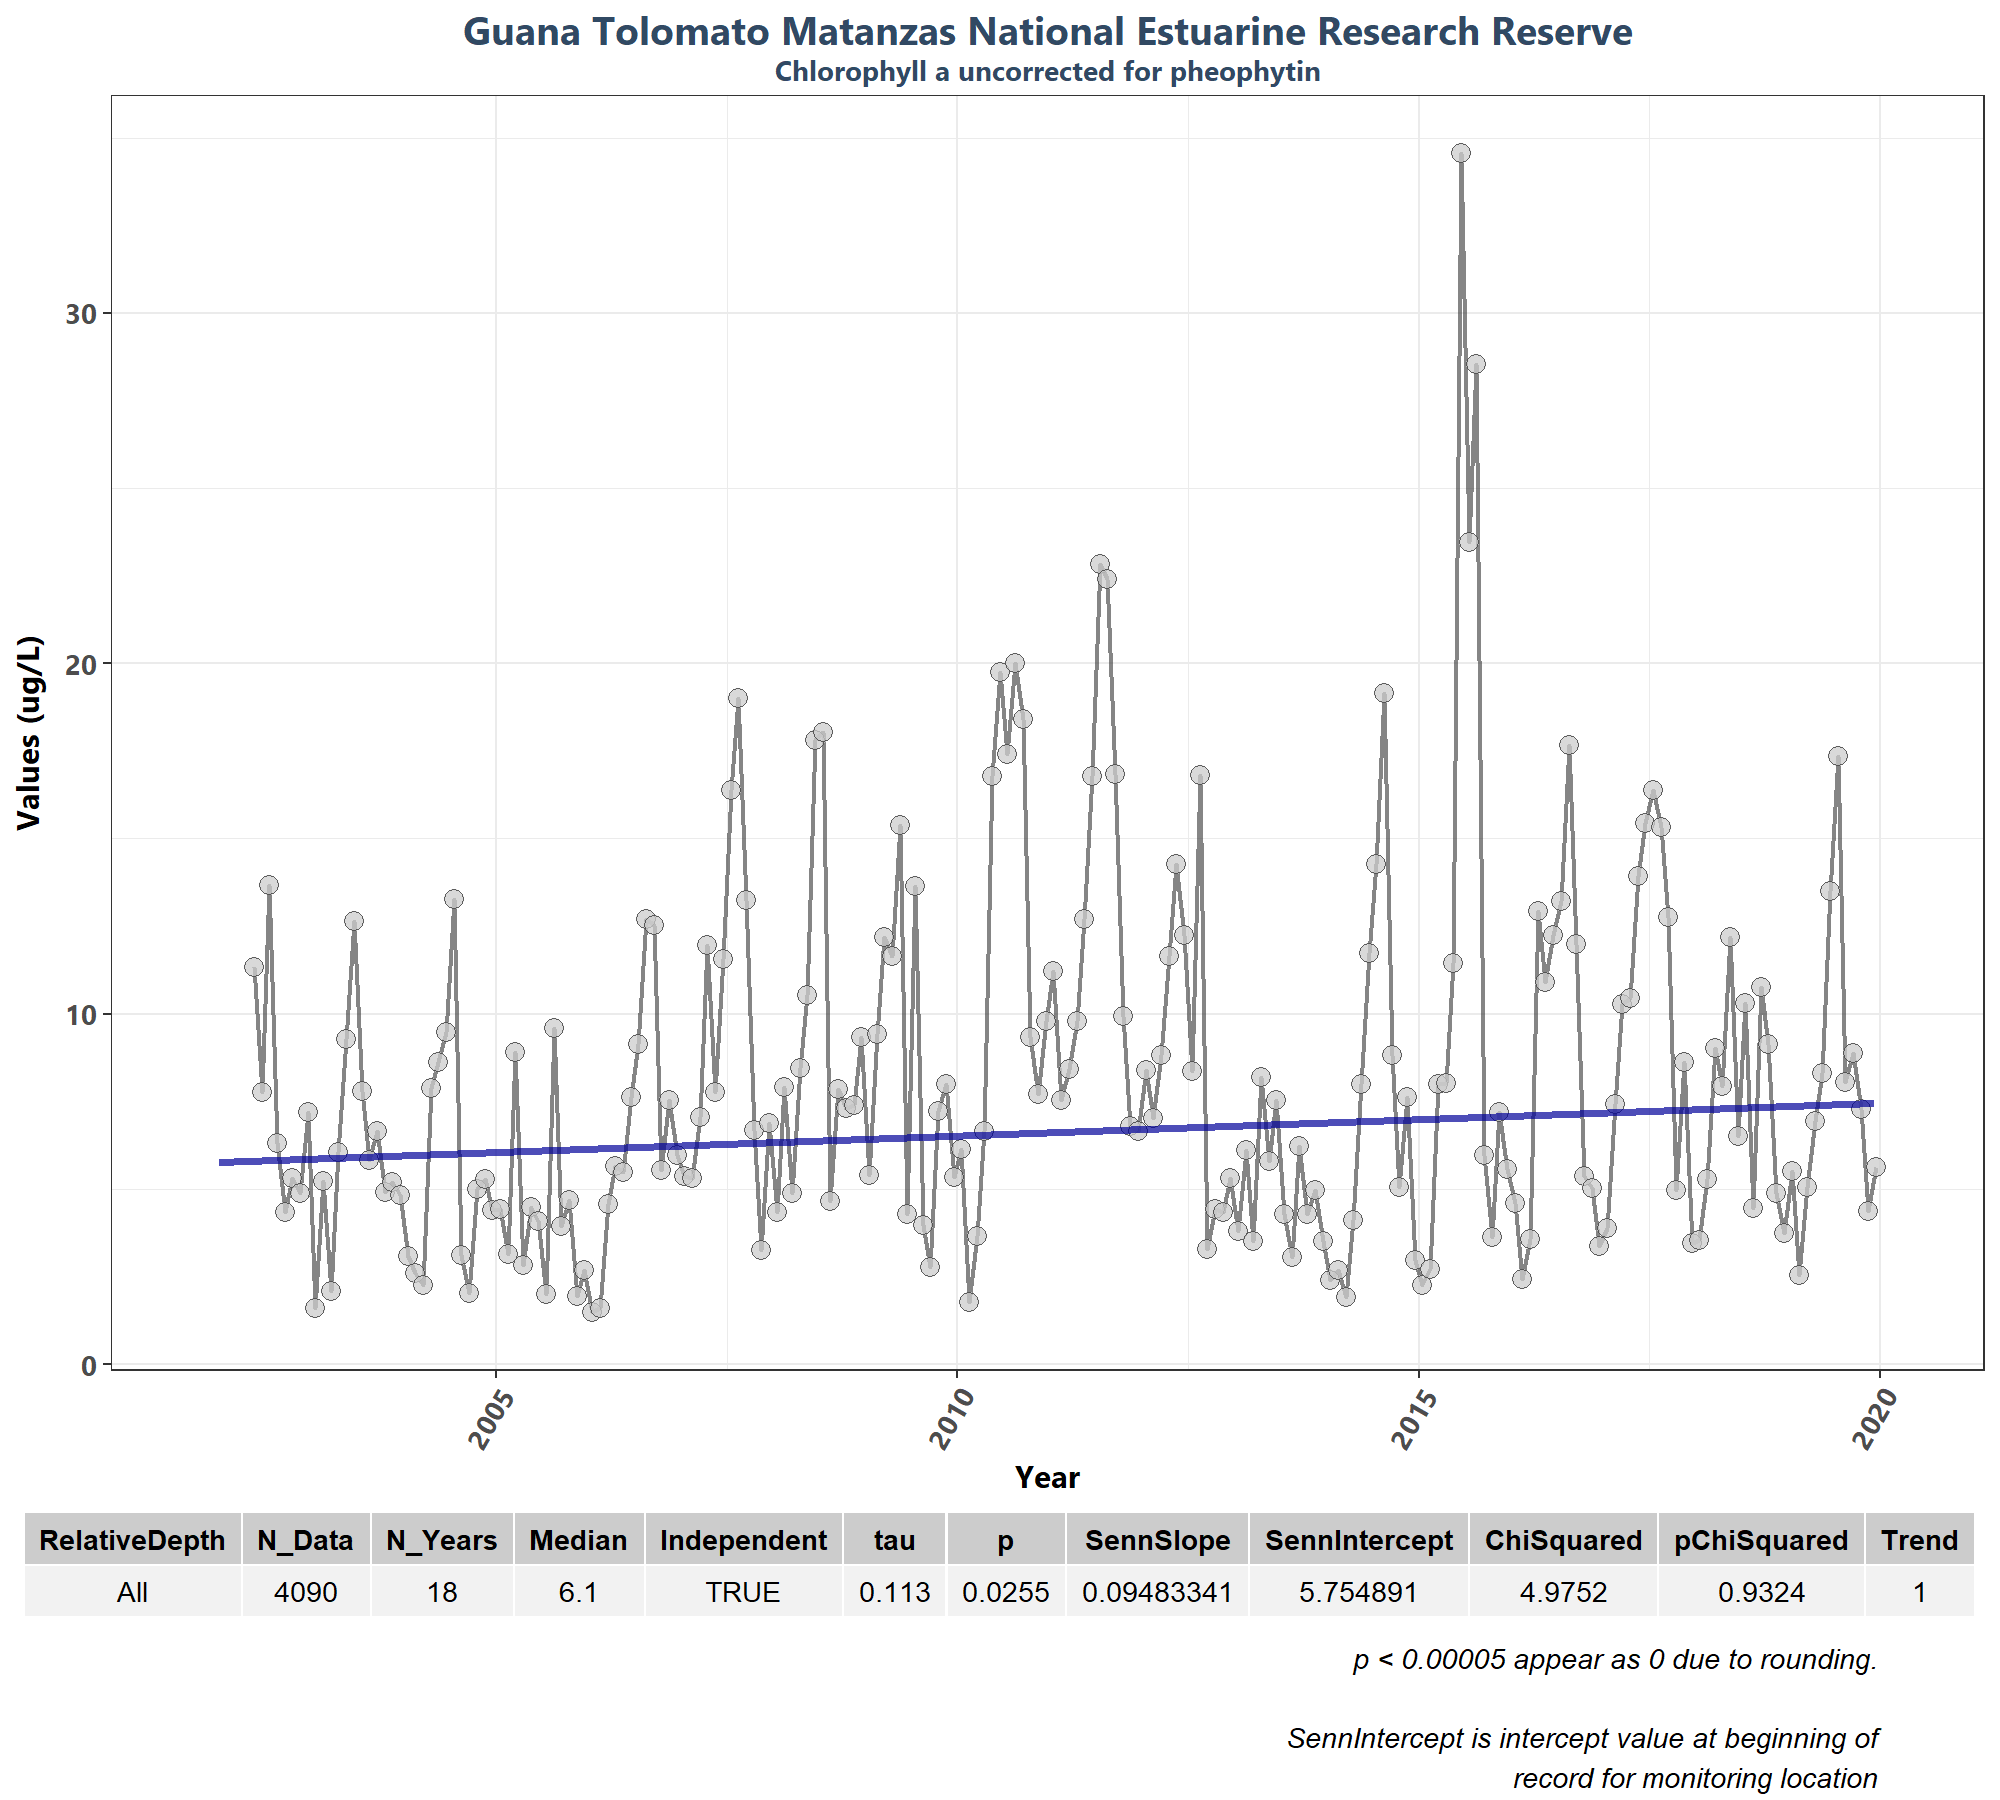 Guana Tolomato Matanzas National Estuarine Research Reserve
Chlorophyll a uncorrected for pheophytin
Values (ug/L)
30
20
10
0
2005
2010
2015
2020
Year
RelativeDepth N_Data N_Years Median Independent tau p SennSlope SennIntercept ChiSquared pChiSquared Trend
All 4090 18 6.1 TRUE 0.113 0.0255 0.09483341 5.754891 4.9752 0.9324 1
p < 0.00005 appear as 0 due to rounding.
SennIntercept is intercept value at beginning of
record for monitoring location